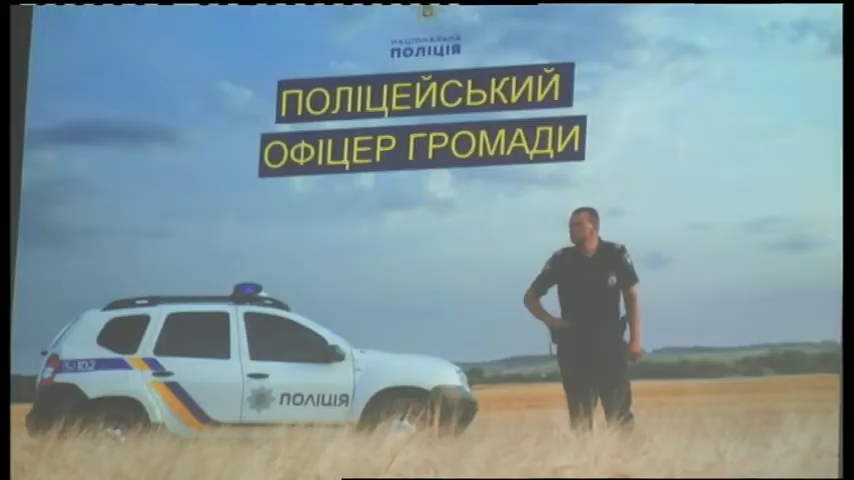 НАЦІОНАЛЬНА
ПОЛІЦІЯ
ПОЛІЦЕЙСЬКИЙ
ОФІЦЕР ГРОМАДИ
102
ПОЛІЦІЯ